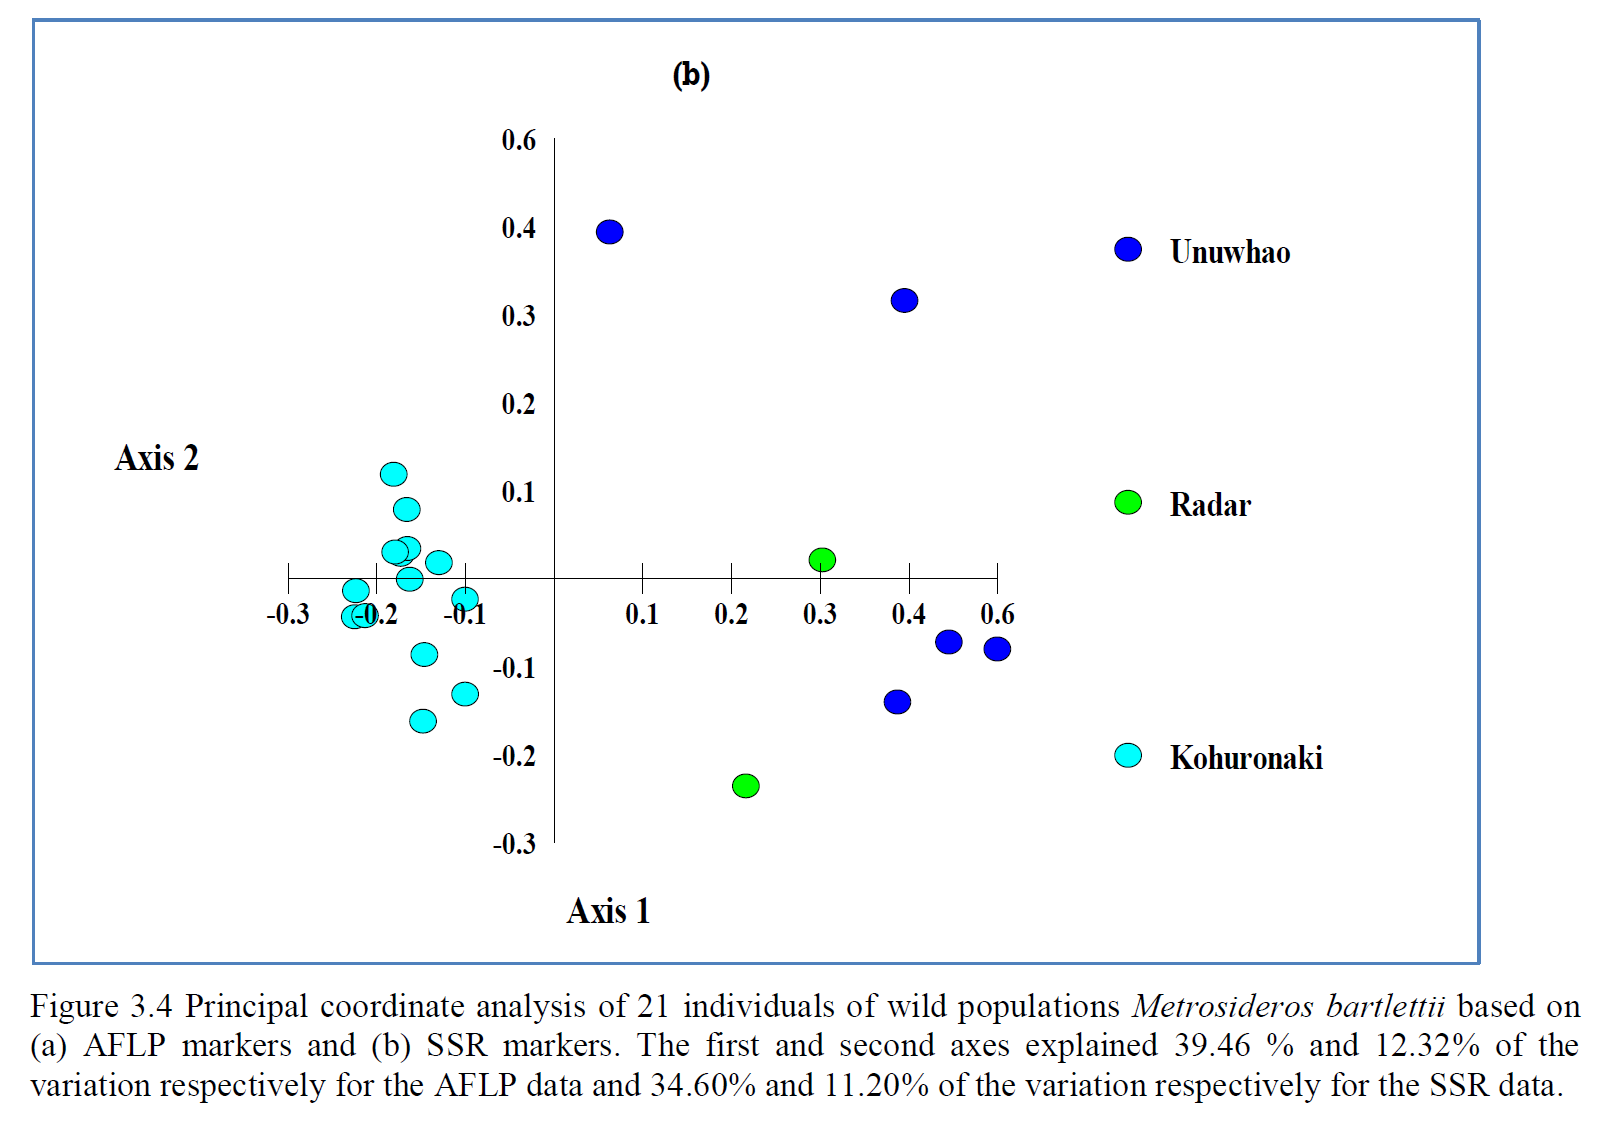 (b)
0.6
0.4
Unuwhao
0.3
0.2
Axis 2
0.1
Radar
-0.3 -0.2 -0.1 0.1 0.2 0.3 0.4 0.6
-0.1
-0.2
Kohuronaki
-0.3
Axis 1
Figure 3.4 Principal coordinate analysis of 21 individuals of wild populations Metrosideros bartlettii based on
(a) AFLP markers and (b) SSR markers. The first and second axes explained 39.46 % and 12.32% of the
variation respectively for the AFLP data and 34.60% and 11.20% of the variation respectively for the SSR data.